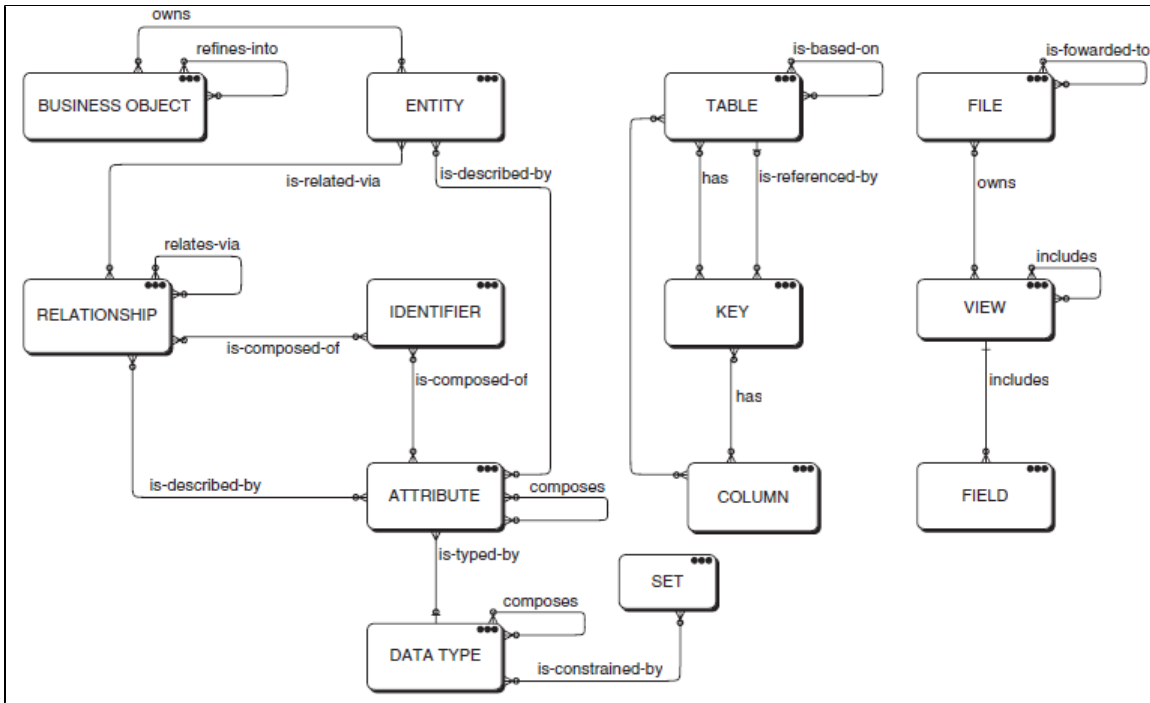 owns
refines-into
is-based-on
is-fowarded-to
BUSINESS OBJECT
ENTITY
TABLE
FILE
is-related-via
is-described-by
has
is-referenced-by
owns
relates-via
includes
RELATIONSHIP
IDENTIFIER
KEY
VIEW
is-composed-of
is-composed-of
includes
has
is-described-by
ATTRIBUTE
composes
COLUMN
FIELD
is-typed-by
SET
composes
DATA TYPE
is-constrained-by